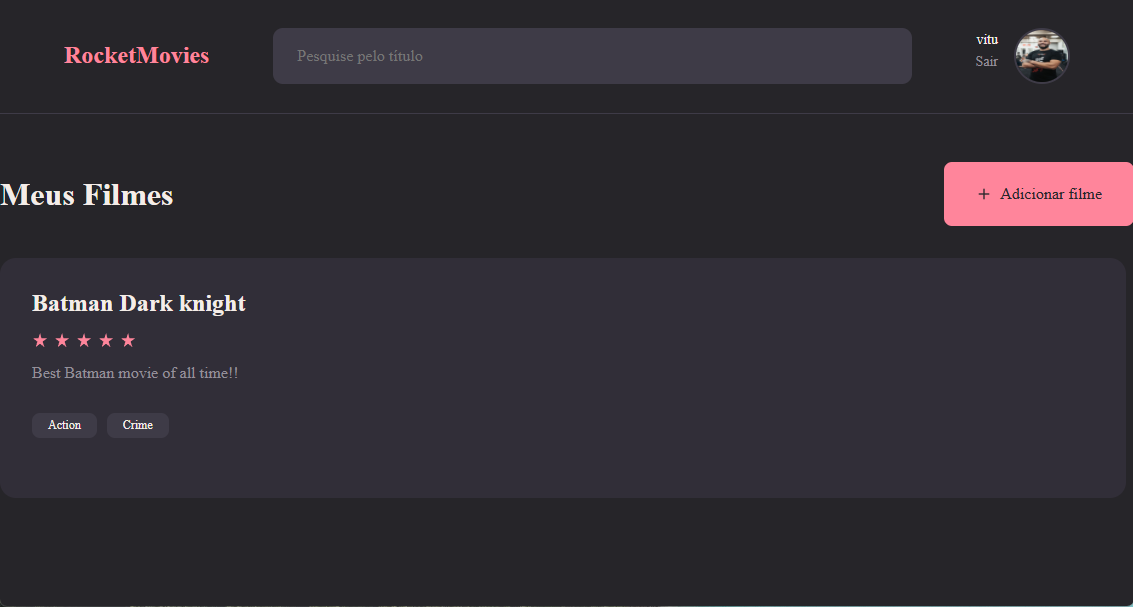 RocketMovies
Pesquise pelo título
vitu
Sair
Meus Filmes
+ Adicionar filme
Batman Dark knight
★ ★ ★ ★ ★
Best Batman movie of all time!!
Action
Crime